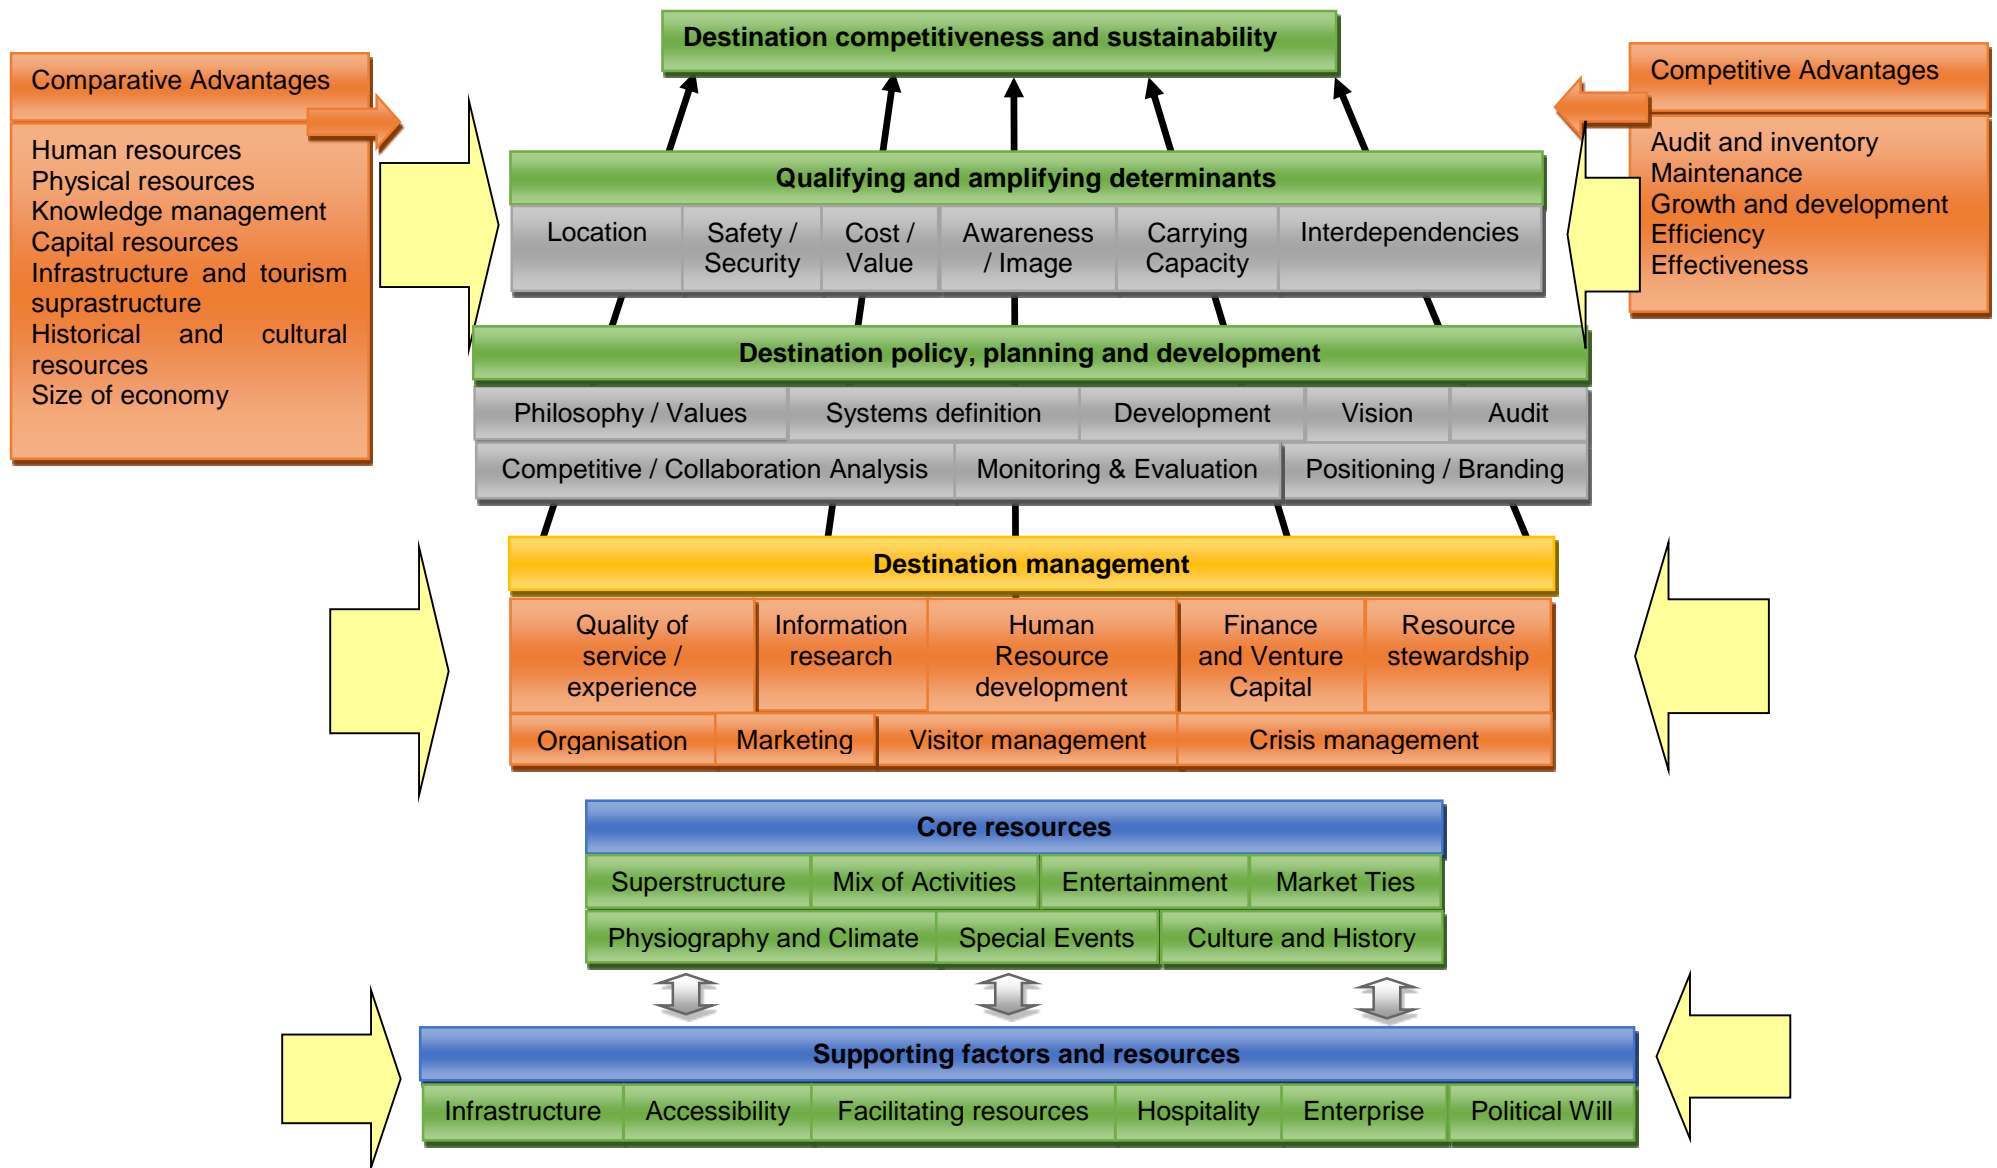 Destination competitiveness and sustainability
Comparative Advantages
Human resources
Physical resources
Knowledge management
Capital resources
Infrastructure and tourism
suprastructure
Historical and cultural
resources
Size of economy
Competitive Advantages
Audit and inventory
Maintenance
Growth and development
Efficiency
Effectiveness
Qualifying and amplifying determinants
Location
Safety /
Security
Cost /
Value
Awareness
/ Image
Carrying
Capacity
Interdependencies
Destination policy, planning and development
Philosophy / Values
Systems definition
Development
Vision
Audit
Competitive / Collaboration Analysis
Monitoring & Evaluation
Positioning / Branding
Destination management
Quality of
service /
experience
Information
research
Human
Resource
development
Finance
and Venture
Capital
Resource
stewardship
Organisation
Marketing
Visitor management
Crisis management
Core resources
Superstructure
Mix of Activities
Entertainment
Market Ties
Physiography and Climate
Special Events
Culture and History
Supporting factors and resources
Infrastructure
Accessibility
Facilitating resources
Hospitality
Enterprise
Political Will